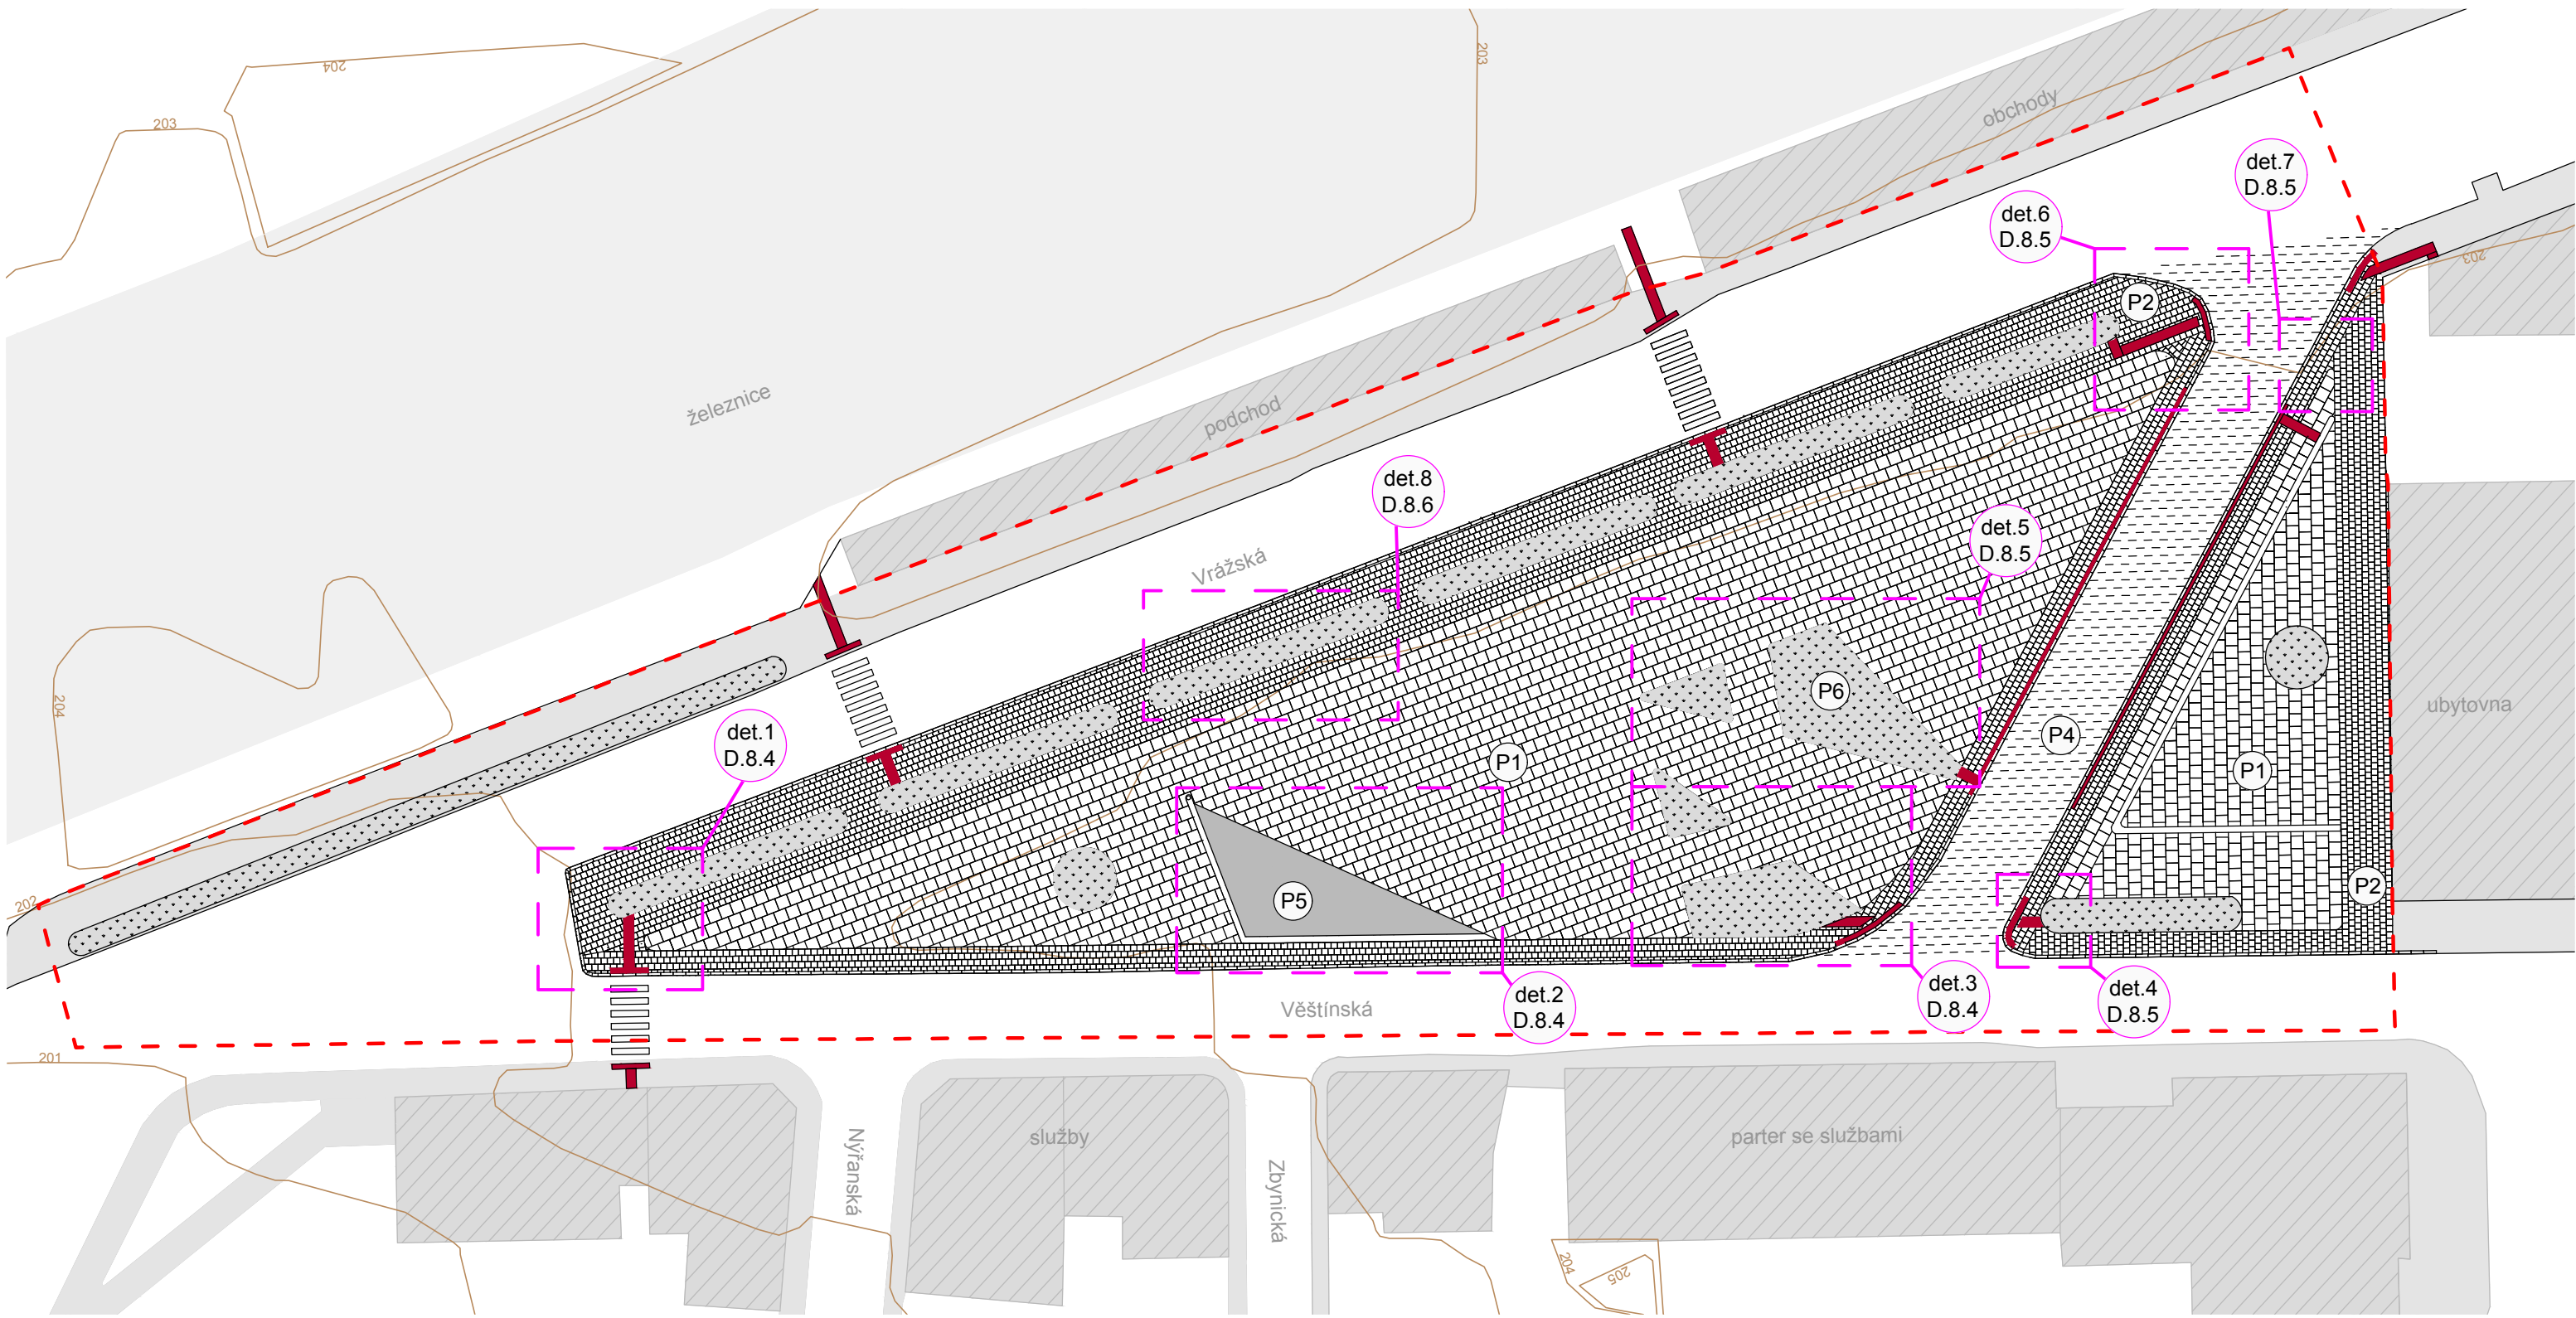 204
203
203
obchody
det.7
D.8.5
det.6
D.8.5
203
P2
železnice
podchod
det.8
D.8.6
det.5
D.8.5
Vrážská
204
det.1
D.8.4
P6
P4
P1
P1
ubytovna
P5
P2
202
det.2
D.8.4
det.3
D.8.4
det.4
D.8.5
Věštínská
201
Nýřanská
služby
Zbynická
parter se službami
204
205